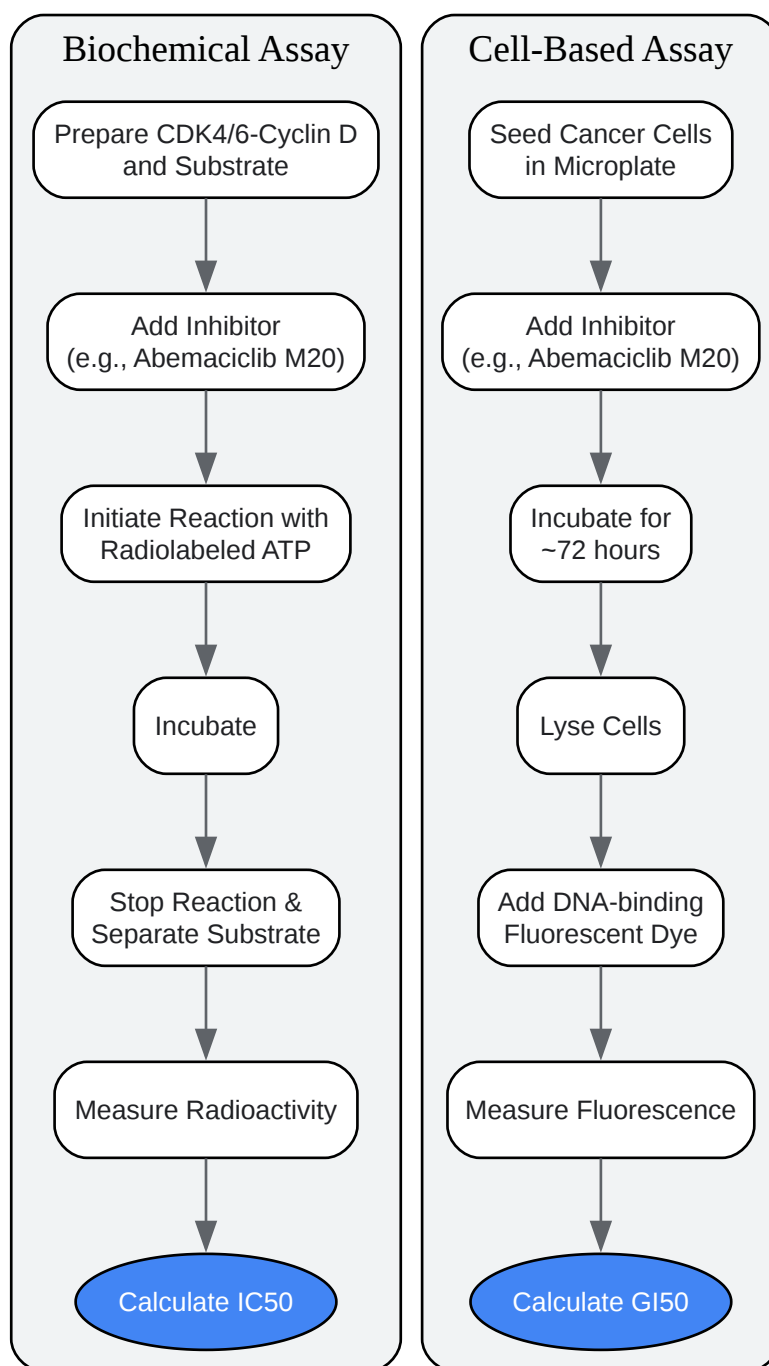 Biochemical Assay
Prepare CDK4/6-Cyclin D
and Substrate
Add Inhibitor
(e.g., Abemaciclib M20)
Initiate Reaction with
Radiolabeled ATP
Incubate
Stop Reaction &
Separate Substrate
Measure Radioactivity
Calculate IC50
Cell-Based Assay
Seed Cancer Cells
in Microplate
Add Inhibitor
(e.g., Abemaciclib M20)
Incubate for
~72 hours
Lyse Cells
Add DNA-binding
Fluorescent Dye
Measure Fluorescence
Calculate GI50